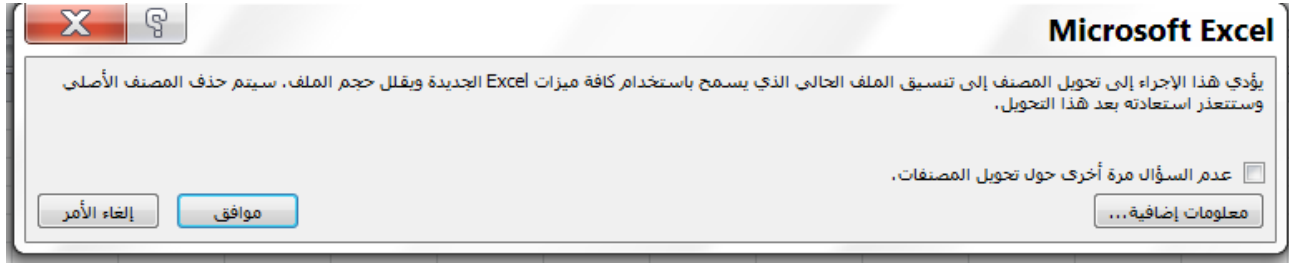 Microsoft Excel
يؤدي هذا الإجراء إلى تحويل المصنف إلى تنسيق الملف الحالي الذي يسمح باستخدام كافة ميزات Excel الجديدة ويقلل حجم الملف. سيتم حذف المصنف الأصلي
وستتعذر استعادته بعد هذا التحويل.
عدم السؤال مرة أخرى حول تحويل المصنفات.
معلومات إضافية...
موافق
إلغاء الأمر